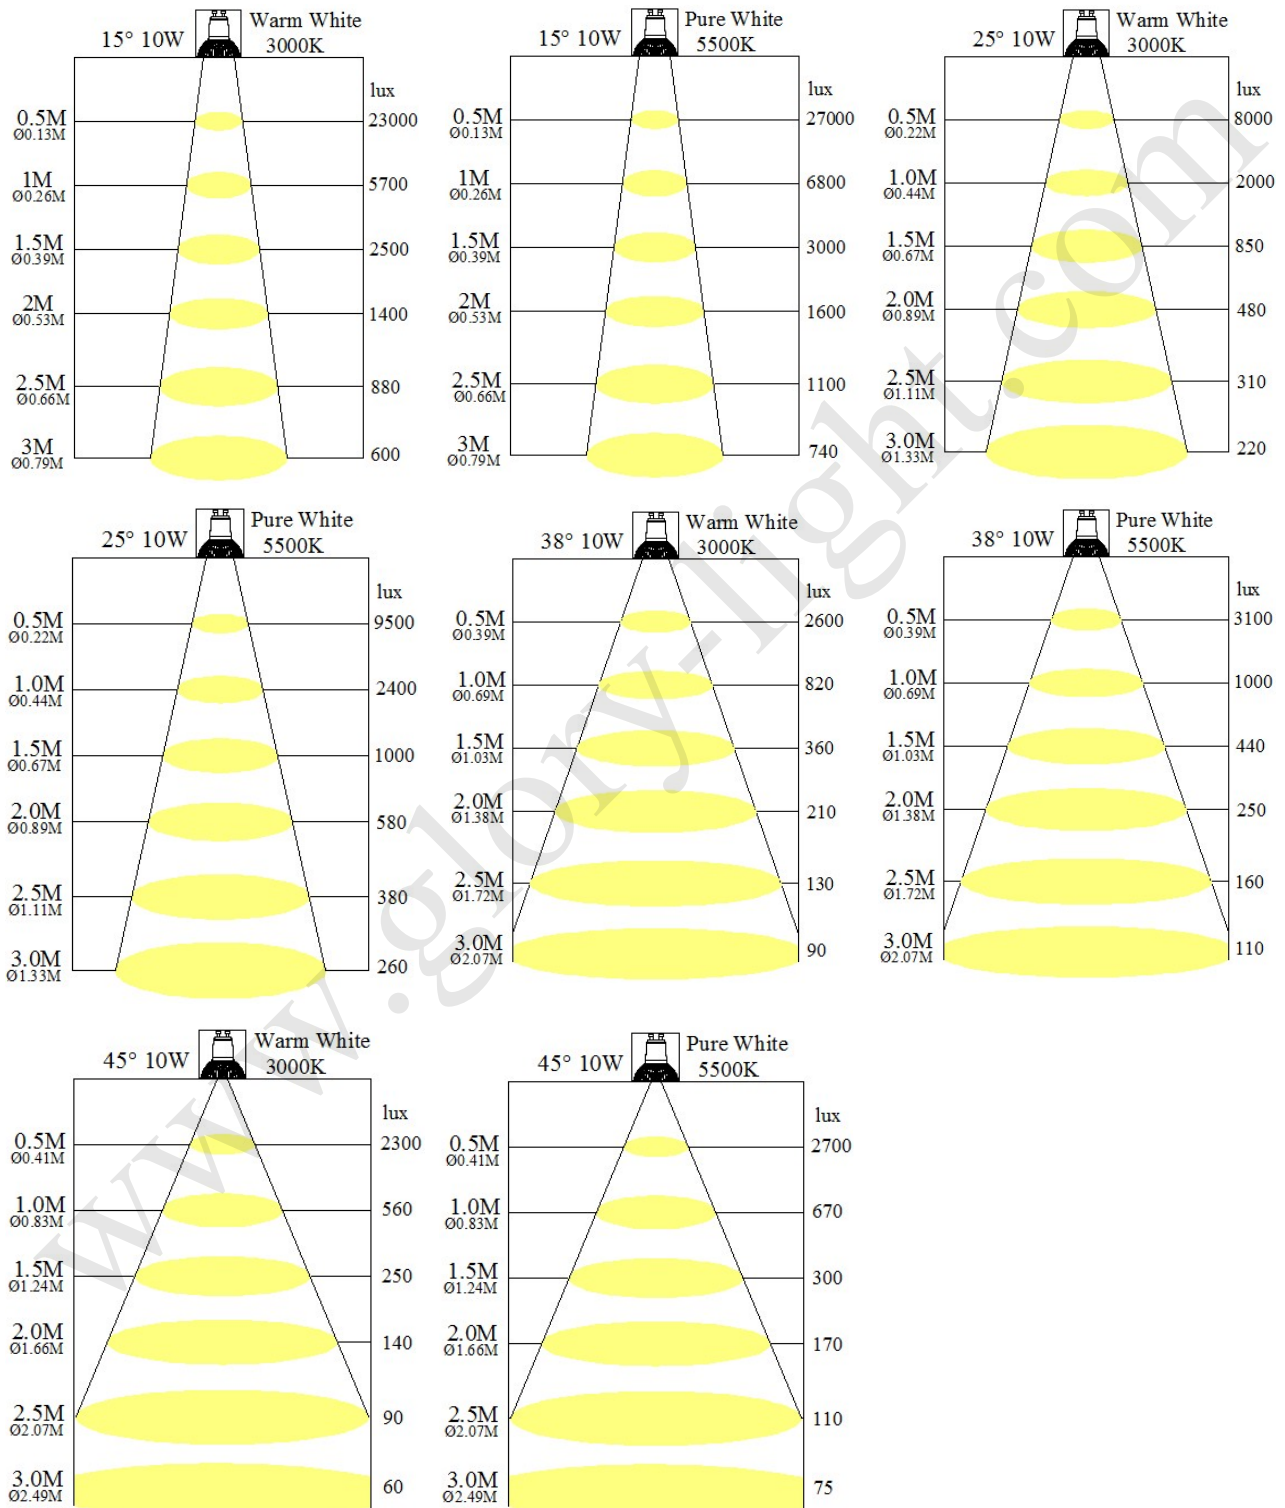 15° 10W
Warm White
3000K
lux
0.5M
Ø0.13M
23000
1M
Ø0.26M
5700
1.5M
Ø0.39M
2500
2M
Ø0.53M
1400
2.5M
Ø0.66M
880
3M
Ø0.79M
600
15° 10W
Pure White
5500K
lux
0.5M
Ø0.13M
27000
1M
Ø0.26M
6800
1.5M
Ø0.39M
3000
2M
Ø0.53M
1600
2.5M
Ø0.66M
1100
3M
Ø0.79M
740
25° 10W
Warm White
3000K
lux
0.5M
Ø0.22M
8000
1.0M
Ø0.44M
2000
1.5M
Ø0.67M
850
2.0M
Ø0.89M
480
2.5M
Ø1.11M
310
3.0M
Ø1.33M
220
25° 10W
Pure White
5500K
lux
0.5M
Ø0.22M
9500
1.0M
Ø0.44M
2400
1.5M
Ø0.67M
1000
2.0M
Ø0.89M
580
2.5M
Ø1.11M
380
3.0M
Ø1.33M
260
38° 10W
Warm White
3000K
lux
0.5M
Ø0.39M
2600
1.0M
Ø0.69M
820
1.5M
Ø1.03M
360
2.0M
Ø1.38M
210
2.5M
Ø1.72M
130
3.0M
Ø2.07M
90
38° 10W
Pure White
5500K
lux
0.5M
Ø0.39M
3100
1.0M
Ø0.69M
1000
1.5M
Ø1.03M
440
2.0M
Ø1.38M
250
2.5M
Ø1.72M
160
3.0M
Ø2.07M
110
45° 10W
Warm White
3000K
lux
0.5M
Ø0.41M
2300
1.0M
Ø0.83M
560
1.5M
Ø1.24M
250
2.0M
Ø1.66M
140
2.5M
Ø2.07M
90
3.0M
Ø2.49M
60
45° 10W
Pure White
5500K
lux
0.5M
Ø0.41M
2700
1.0M
Ø0.83M
670
1.5M
Ø1.24M
300
2.0M
Ø1.66M
170
2.5M
Ø2.07M
110
3.0M
Ø2.49M
75
www.glory-light.com